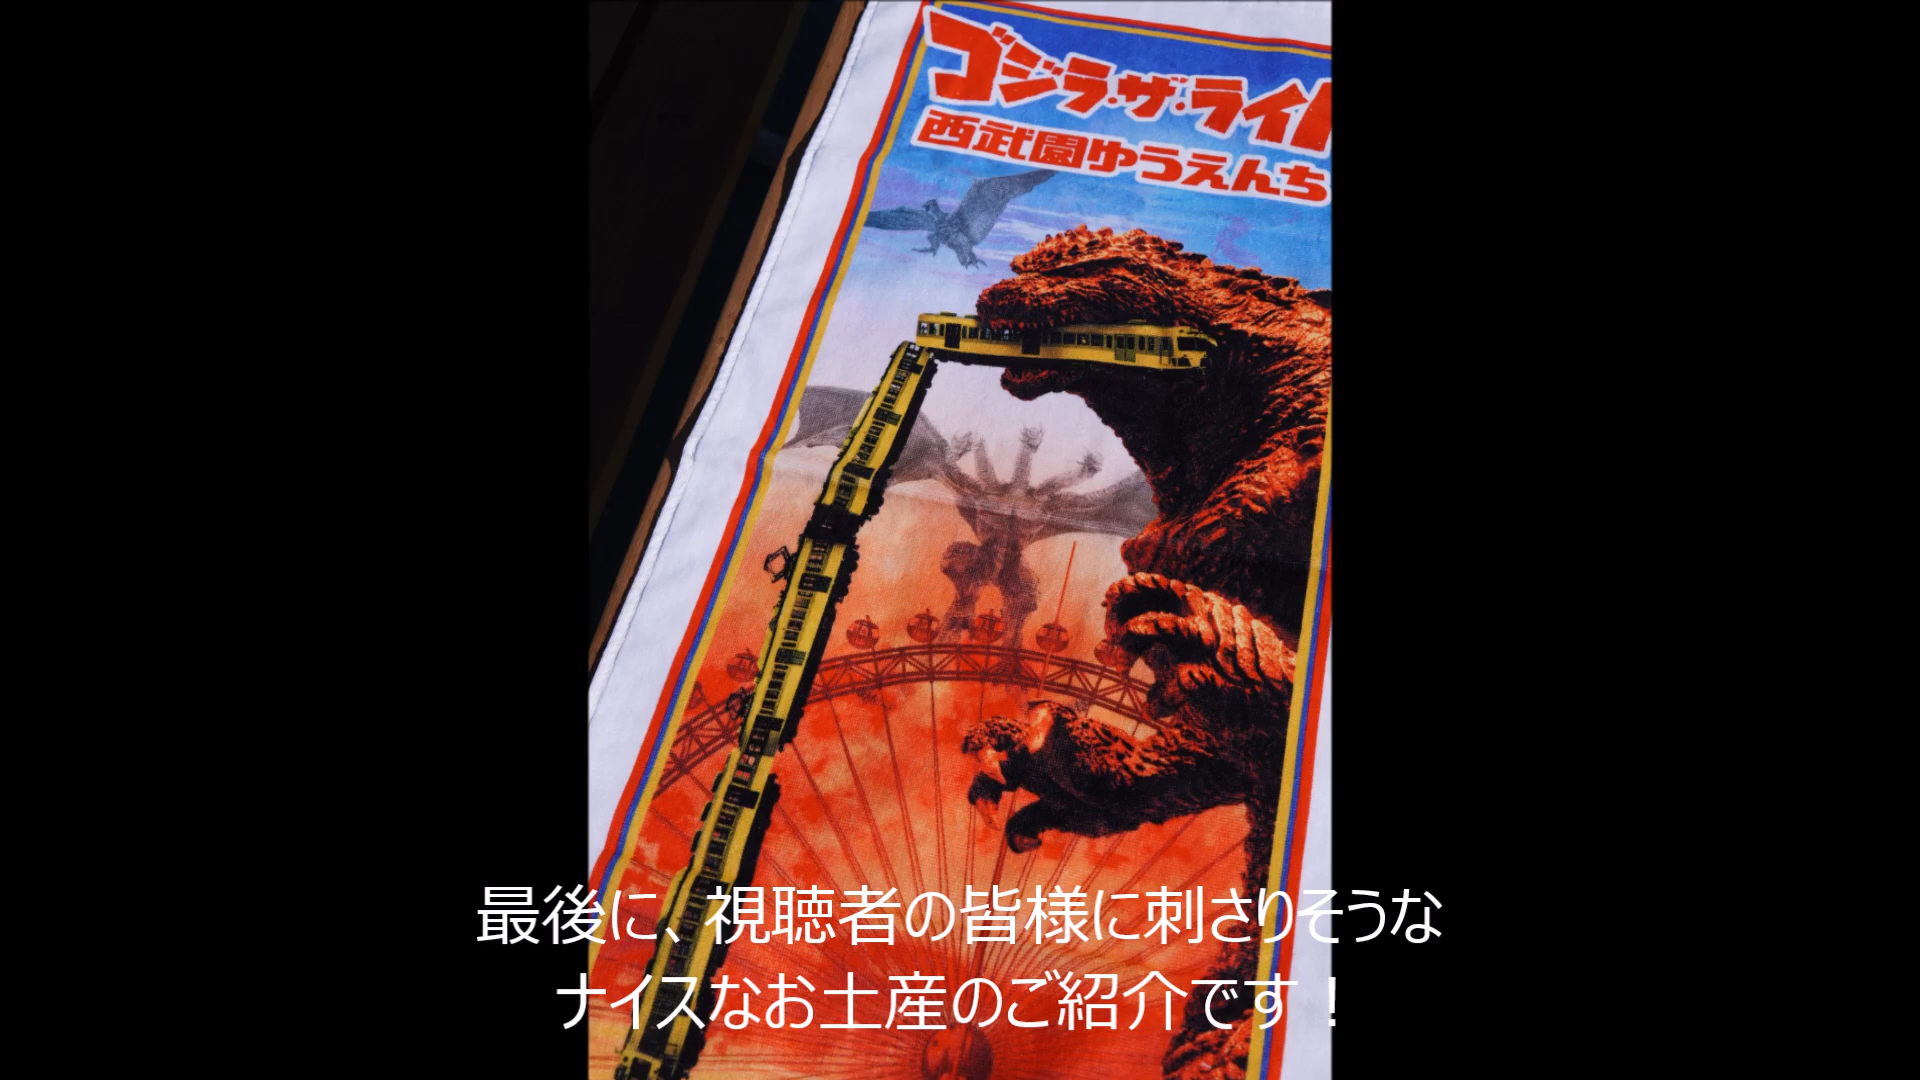 ゴジラ・ザ・ライ
西武園ゆうえんち
最後に、視聴者の皆様に刺さりそうな
ナイスなお土産のご紹介です！